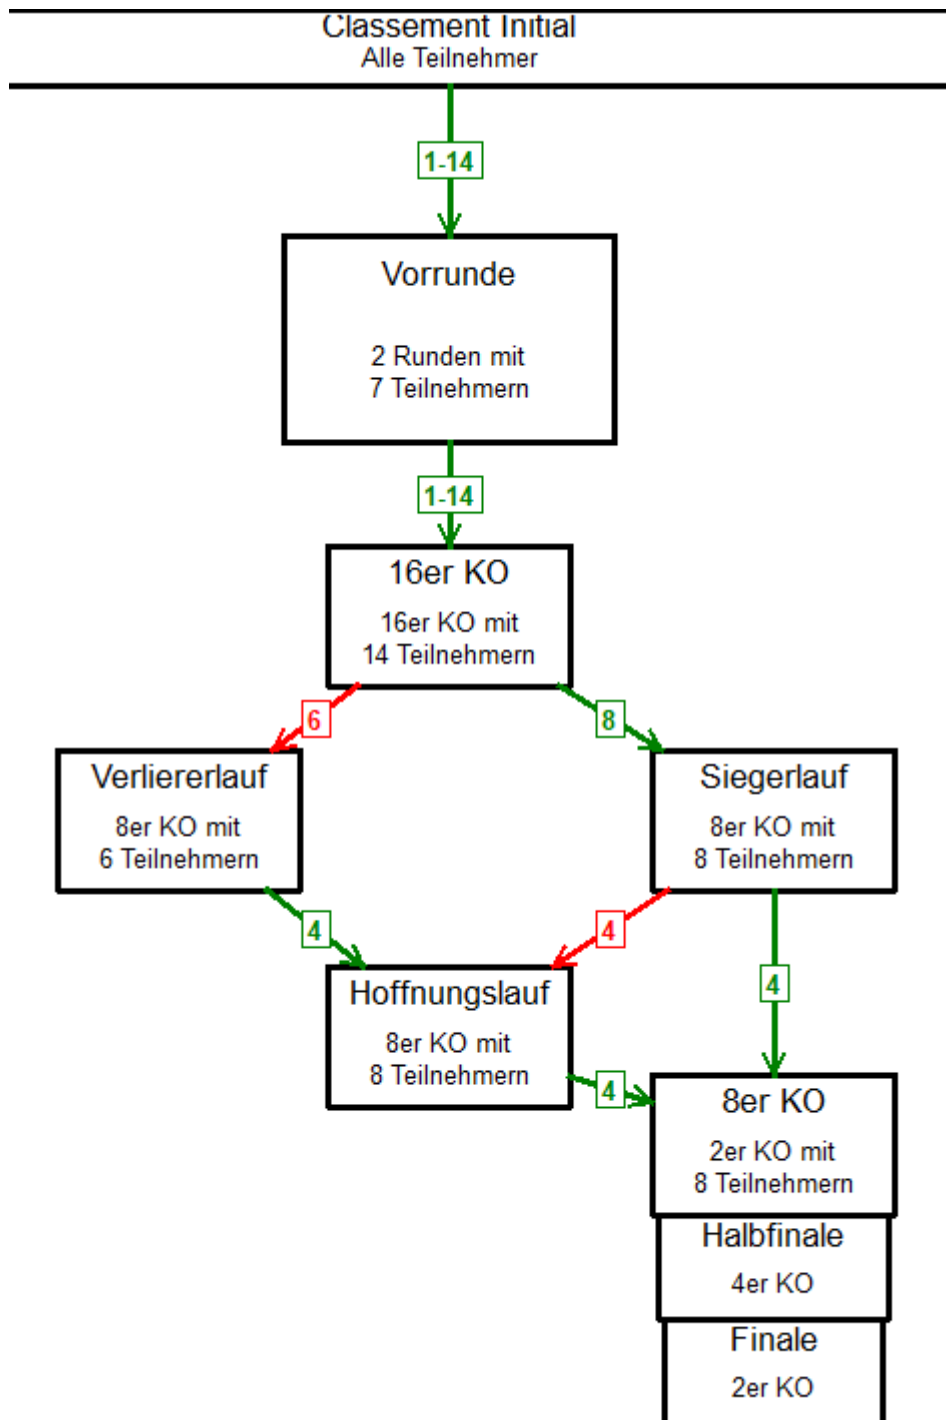 Classement Initial
Alle Teilnehmer
1-14
Vorrunde
2 Runden mit
7 Teilnehmern
1-14
16er KO
16er KO mit
14 Teilnehmern
6
8
Verliererlauf
8er KO mit
6 Teilnehmern
Siegerlauf
8er KO mit
8 Teilnehmern
4
4
4
Hoffnungslauf
8er KO mit
8 Teilnehmern
4
8er KO
2er KO mit
8 Teilnehmern
Halbfinale
4er KO
Finale
2er KO